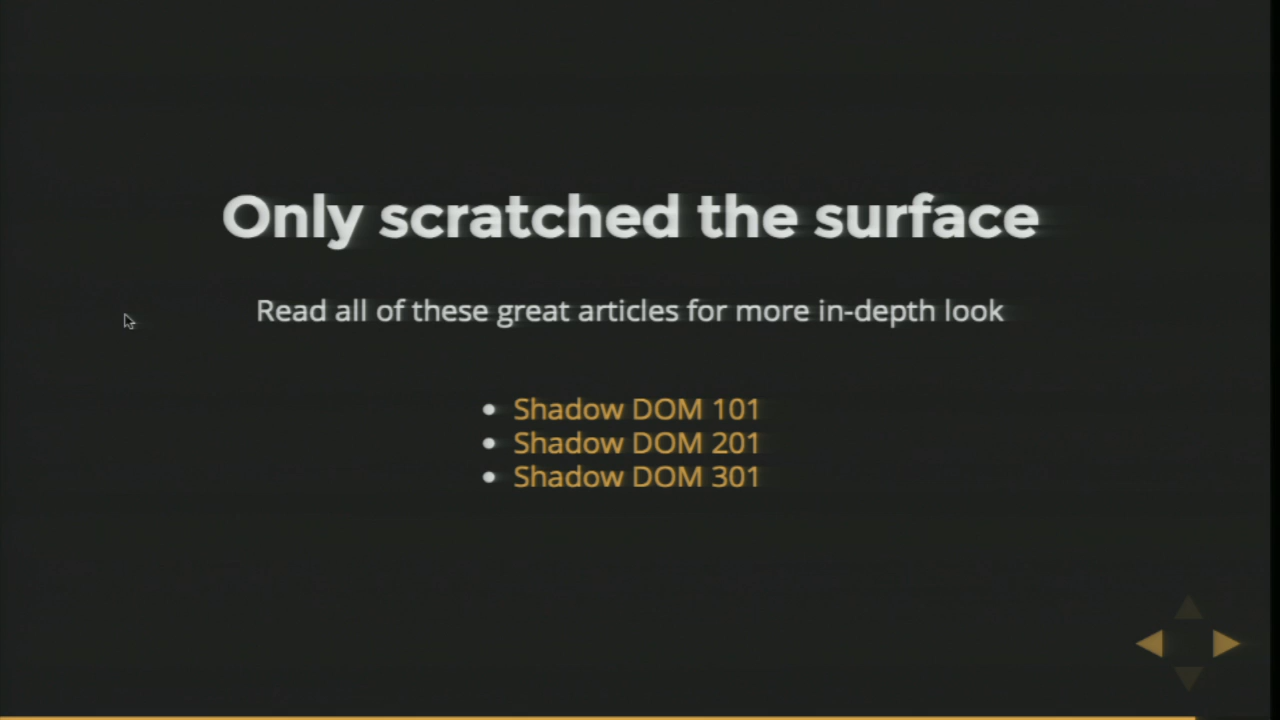 Only scratched the surface
Read all of these great articles for more in-depth look
Shadow DOM 101
Shadow DOM 201
Shadow DOM 301